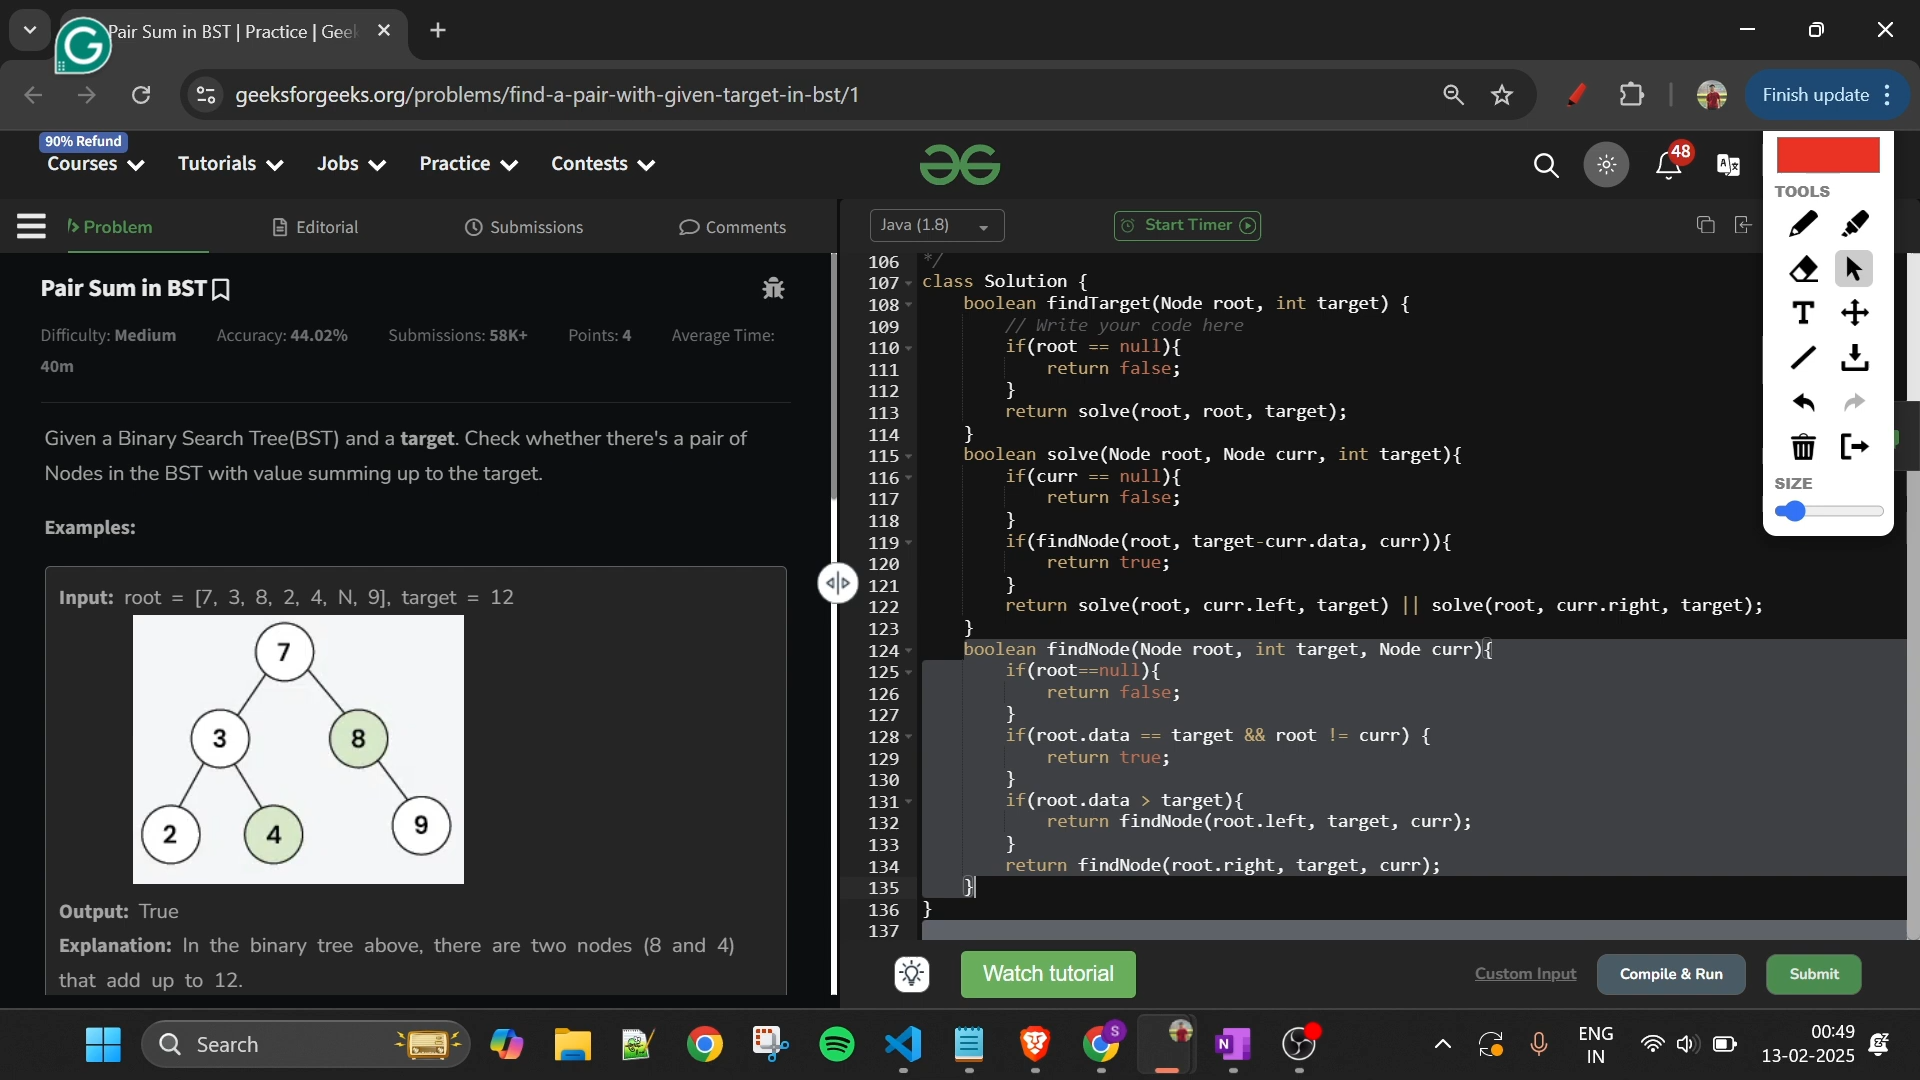 Pair Sum in BST | Practice | Geek
geeksforgeeks.org/problems/find-a-pair-with-given-target-in-bst/1
Finish update
90% Refund
Courses
Tutorials
Jobs
Practice
Contests
48
TOOLS
SIZE
Problem
Editorial
Submissions
Comments
Java (1.8)
Start Timer
Pair Sum in BST
Difficulty: Medium
Accuracy: 44.02%
Submissions: 58K+
Points: 4
Average Time:
40m
Given a Binary Search Tree(BST) and a target. Check whether there's a pair of
Nodes in the BST with value summing up to the target.
Examples:
Input: root = [7, 3, 8, 2, 4, N, 9], target = 12
7
3
8
2
4
9
Output: True
Explanation: In the binary tree above, there are two nodes (8 and 4)
that add up to 12.
106 */
107 class Solution {
108 boolean findTarget(Node root, int target) {
109 // Write your code here
110 if(root == null){
111 return false;
112 }
113 return solve(root, root, target);
114 }
115 boolean solve(Node root, Node curr, int target){
116 if(curr == null){
117 return false;
118 }
119 if(findNode(root, target-curr.data, curr)){
120 return true;
121 }
122 return solve(root, curr.left, target) || solve(root, curr.right, target);
123 }
124 boolean findNode(Node root, int target, Node curr){
125 if(root==null){
126 return false;
127 }
128 if(root.data == target && root != curr) {
129 return true;
130 }
131 if(root.data > target){
132 return findNode(root.left, target, curr);
133 }
134 return findNode(root.right, target, curr);
135 }
136 }
137
Watch tutorial
Custom Input
Compile & Run
Submit
Search
ENG
IN
00:49
13-02-2025